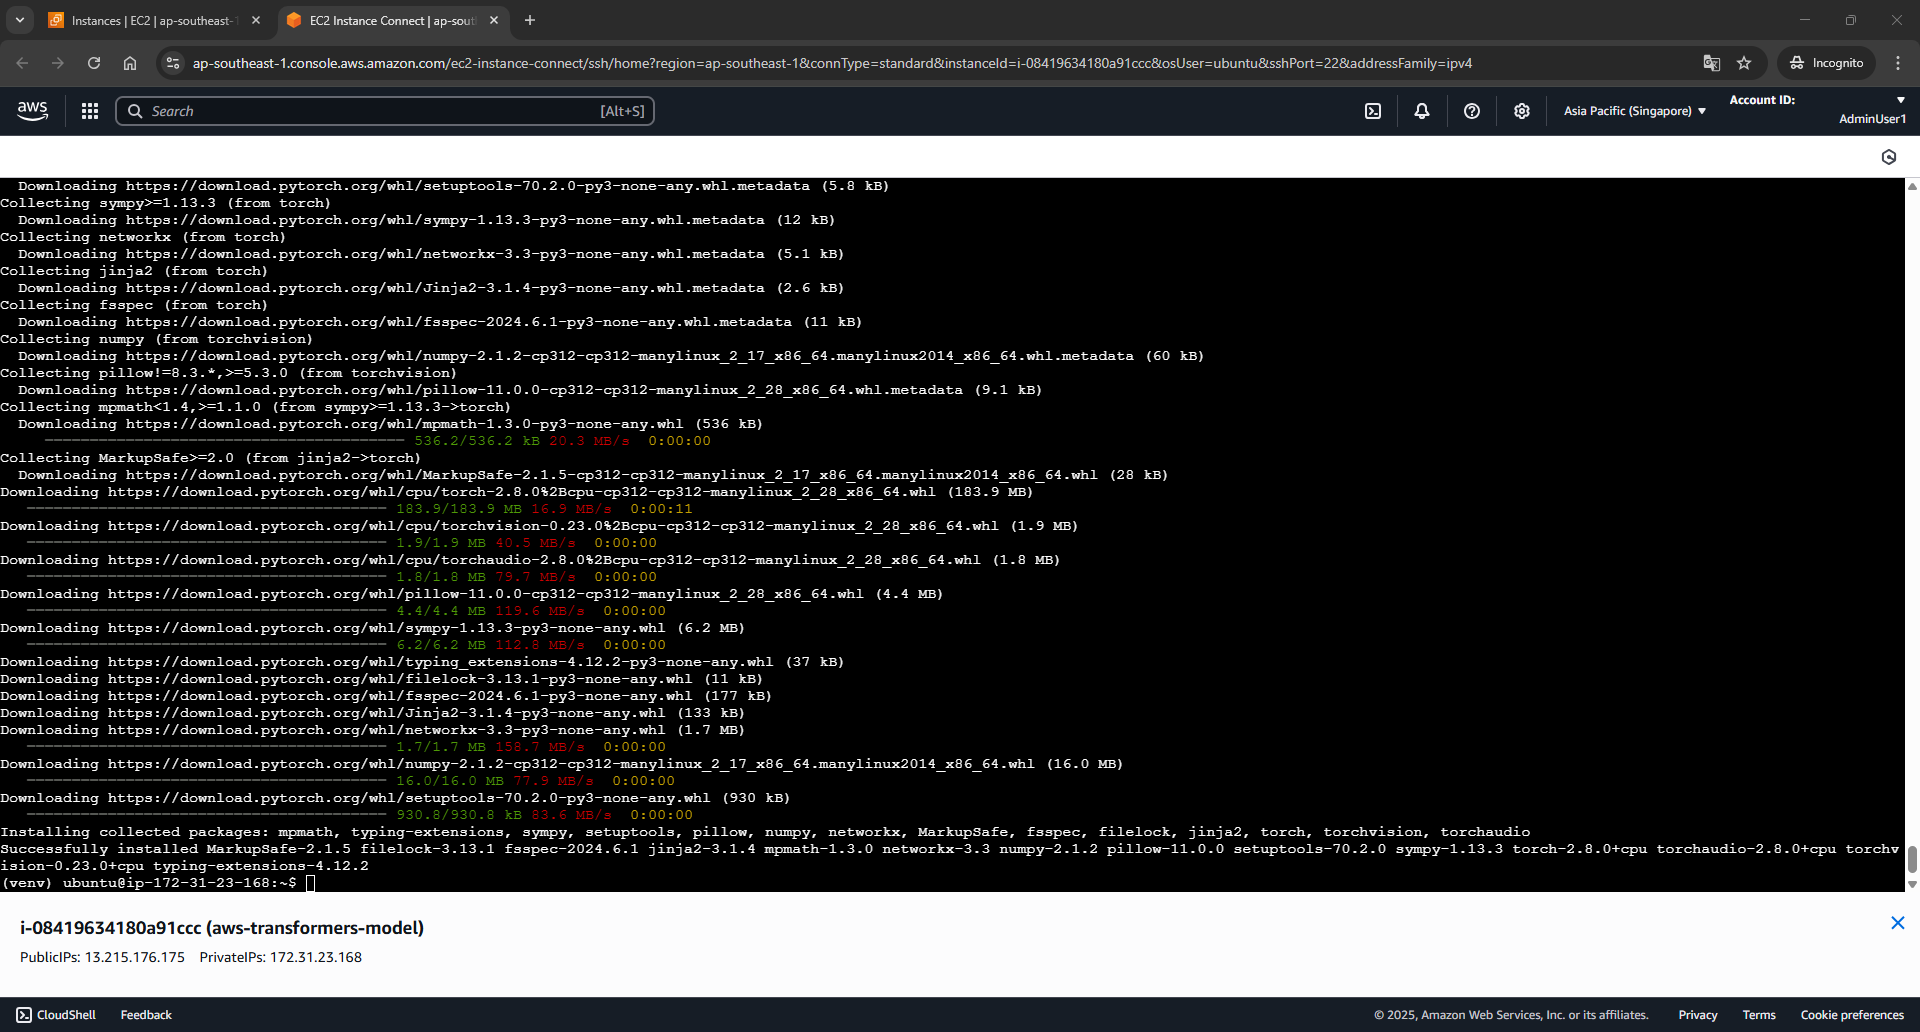 Instances | EC2 | ap-southeast-1
EC2 Instance Connect | ap-sout
ap-southeast-1.console.aws.amazon.com/ec2-instance-connect/ssh/home?region=ap-southeast-1&connType=standard&instanceId=i-08419634180a91ccc&osUser=ubuntu&sshPort=22&addressFamily=ipv4
Incognito
aws
Search
[Alt+S]
Asia Pacific (Singapore)
Account ID:
AdminUser1
Downloading https://download.pytorch.org/whl/setuptools-70.2.0-py3-none-any.whl.metadata (5.8 kB)
Collecting sympy>=1.13.3 (from torch)
Downloading https://download.pytorch.org/whl/sympy-1.13.3-py3-none-any.whl.metadata (12 kB)
Collecting networkx (from torch)
Downloading https://download.pytorch.org/whl/networkx-3.3-py3-none-any.whl.metadata (5.1 kB)
Collecting jinja2 (from torch)
Downloading https://download.pytorch.org/whl/Jinja2-3.1.4-py3-none-any.whl.metadata (2.6 kB)
Collecting fsspec (from torch)
Downloading https://download.pytorch.org/whl/fsspec-2024.6.1-py3-none-any.whl.metadata (11 kB)
Collecting numpy (from torchvision)
Downloading https://download.pytorch.org/whl/numpy-2.1.2-cp312-cp312-manylinux_2_17_x86_64.manylinux2014_x86_64.whl.metadata (60 kB)
Collecting pillow!=8.3.*,>=5.3.0 (from torchvision)
Downloading https://download.pytorch.org/whl/pillow-11.0.0-cp312-cp312-manylinux_2_28_x86_64.whl.metadata (9.1 kB)
Collecting mpmath<1.4,>=1.1.0 (from sympy>=1.13.3->torch)
Downloading https://download.pytorch.org/whl/mpmath-1.3.0-py3-none-any.whl (536 kB)
536.2/536.2 kB 20.3 MB/s 0:00:00
Collecting MarkupSafe>=2.0 (from jinja2->torch)
Downloading https://download.pytorch.org/whl/MarkupSafe-2.1.5-cp312-cp312-manylinux_2_17_x86_64.manylinux2014_x86_64.whl (28 kB)
Downloading https://download.pytorch.org/whl/cpu/torch-2.8.0%2Bcpu-cp312-cp312-manylinux_2_28_x86_64.whl (183.9 MB)
183.9/183.9 MB 16.9 MB/s 0:00:11
Downloading https://download.pytorch.org/whl/cpu/torchvision-0.23.0%2Bcpu-cp312-cp312-manylinux_2_28_x86_64.whl (1.9 MB)
1.9/1.9 MB 40.5 MB/s 0:00:00
Downloading https://download.pytorch.org/whl/cpu/torchaudio-2.8.0%2Bcpu-cp312-cp312-manylinux_2_28_x86_64.whl (1.8 MB)
1.8/1.8 MB 79.7 MB/s 0:00:00
Downloading https://download.pytorch.org/whl/pillow-11.0.0-cp312-cp312-manylinux_2_28_x86_64.whl (4.4 MB)
4.4/4.4 MB 119.6 MB/s 0:00:00
Downloading https://download.pytorch.org/whl/sympy-1.13.3-py3-none-any.whl (6.2 MB)
6.2/6.2 MB 112.8 MB/s 0:00:00
Downloading https://download.pytorch.org/whl/typing_extensions-4.12.2-py3-none-any.whl (37 kB)
Downloading https://download.pytorch.org/whl/filelock-3.13.1-py3-none-any.whl (11 kB)
Downloading https://download.pytorch.org/whl/fsspec-2024.6.1-py3-none-any.whl (177 kB)
Downloading https://download.pytorch.org/whl/Jinja2-3.1.4-py3-none-any.whl (133 kB)
Downloading https://download.pytorch.org/whl/networkx-3.3-py3-none-any.whl (1.7 MB)
1.7/1.7 MB 158.7 MB/s 0:00:00
Downloading https://download.pytorch.org/whl/numpy-2.1.2-cp312-cp312-manylinux_2_17_x86_64.manylinux2014_x86_64.whl (16.0 MB)
16.0/16.0 MB 77.9 MB/s 0:00:00
Downloading https://download.pytorch.org/whl/setuptools-70.2.0-py3-none-any.whl (930 kB)
930.8/930.8 kB 83.6 MB/s 0:00:00
Installing collected packages: mpmath, typing-extensions, sympy, setuptools, pillow, numpy, networkx, MarkupSafe, fsspec, filelock, jinja2, torch, torchvision, torchaudio
Successfully installed MarkupSafe-2.1.5 filelock-3.13.1 fsspec-2024.6.1 jinja2-3.1.4 mpmath-1.3.0 networkx-3.3 numpy-2.1.2 pillow-11.0.0 setuptools-70.2.0 sympy-1.13.3 torch-2.8.0+cpu torchaudio-2.8.0+cpu torchv
ision-0.23.0+cpu typing-extensions-4.12.2
(venv) ubuntu@ip-172-31-23-168:~$
i-08419634180a91ccc (aws-transformers-model)
PublicIPs: 13.215.176.175 PrivateIPs: 172.31.23.168
CloudShell
Feedback
© 2025, Amazon Web Services, Inc. or its affiliates.
Privacy
Terms
Cookie preferences